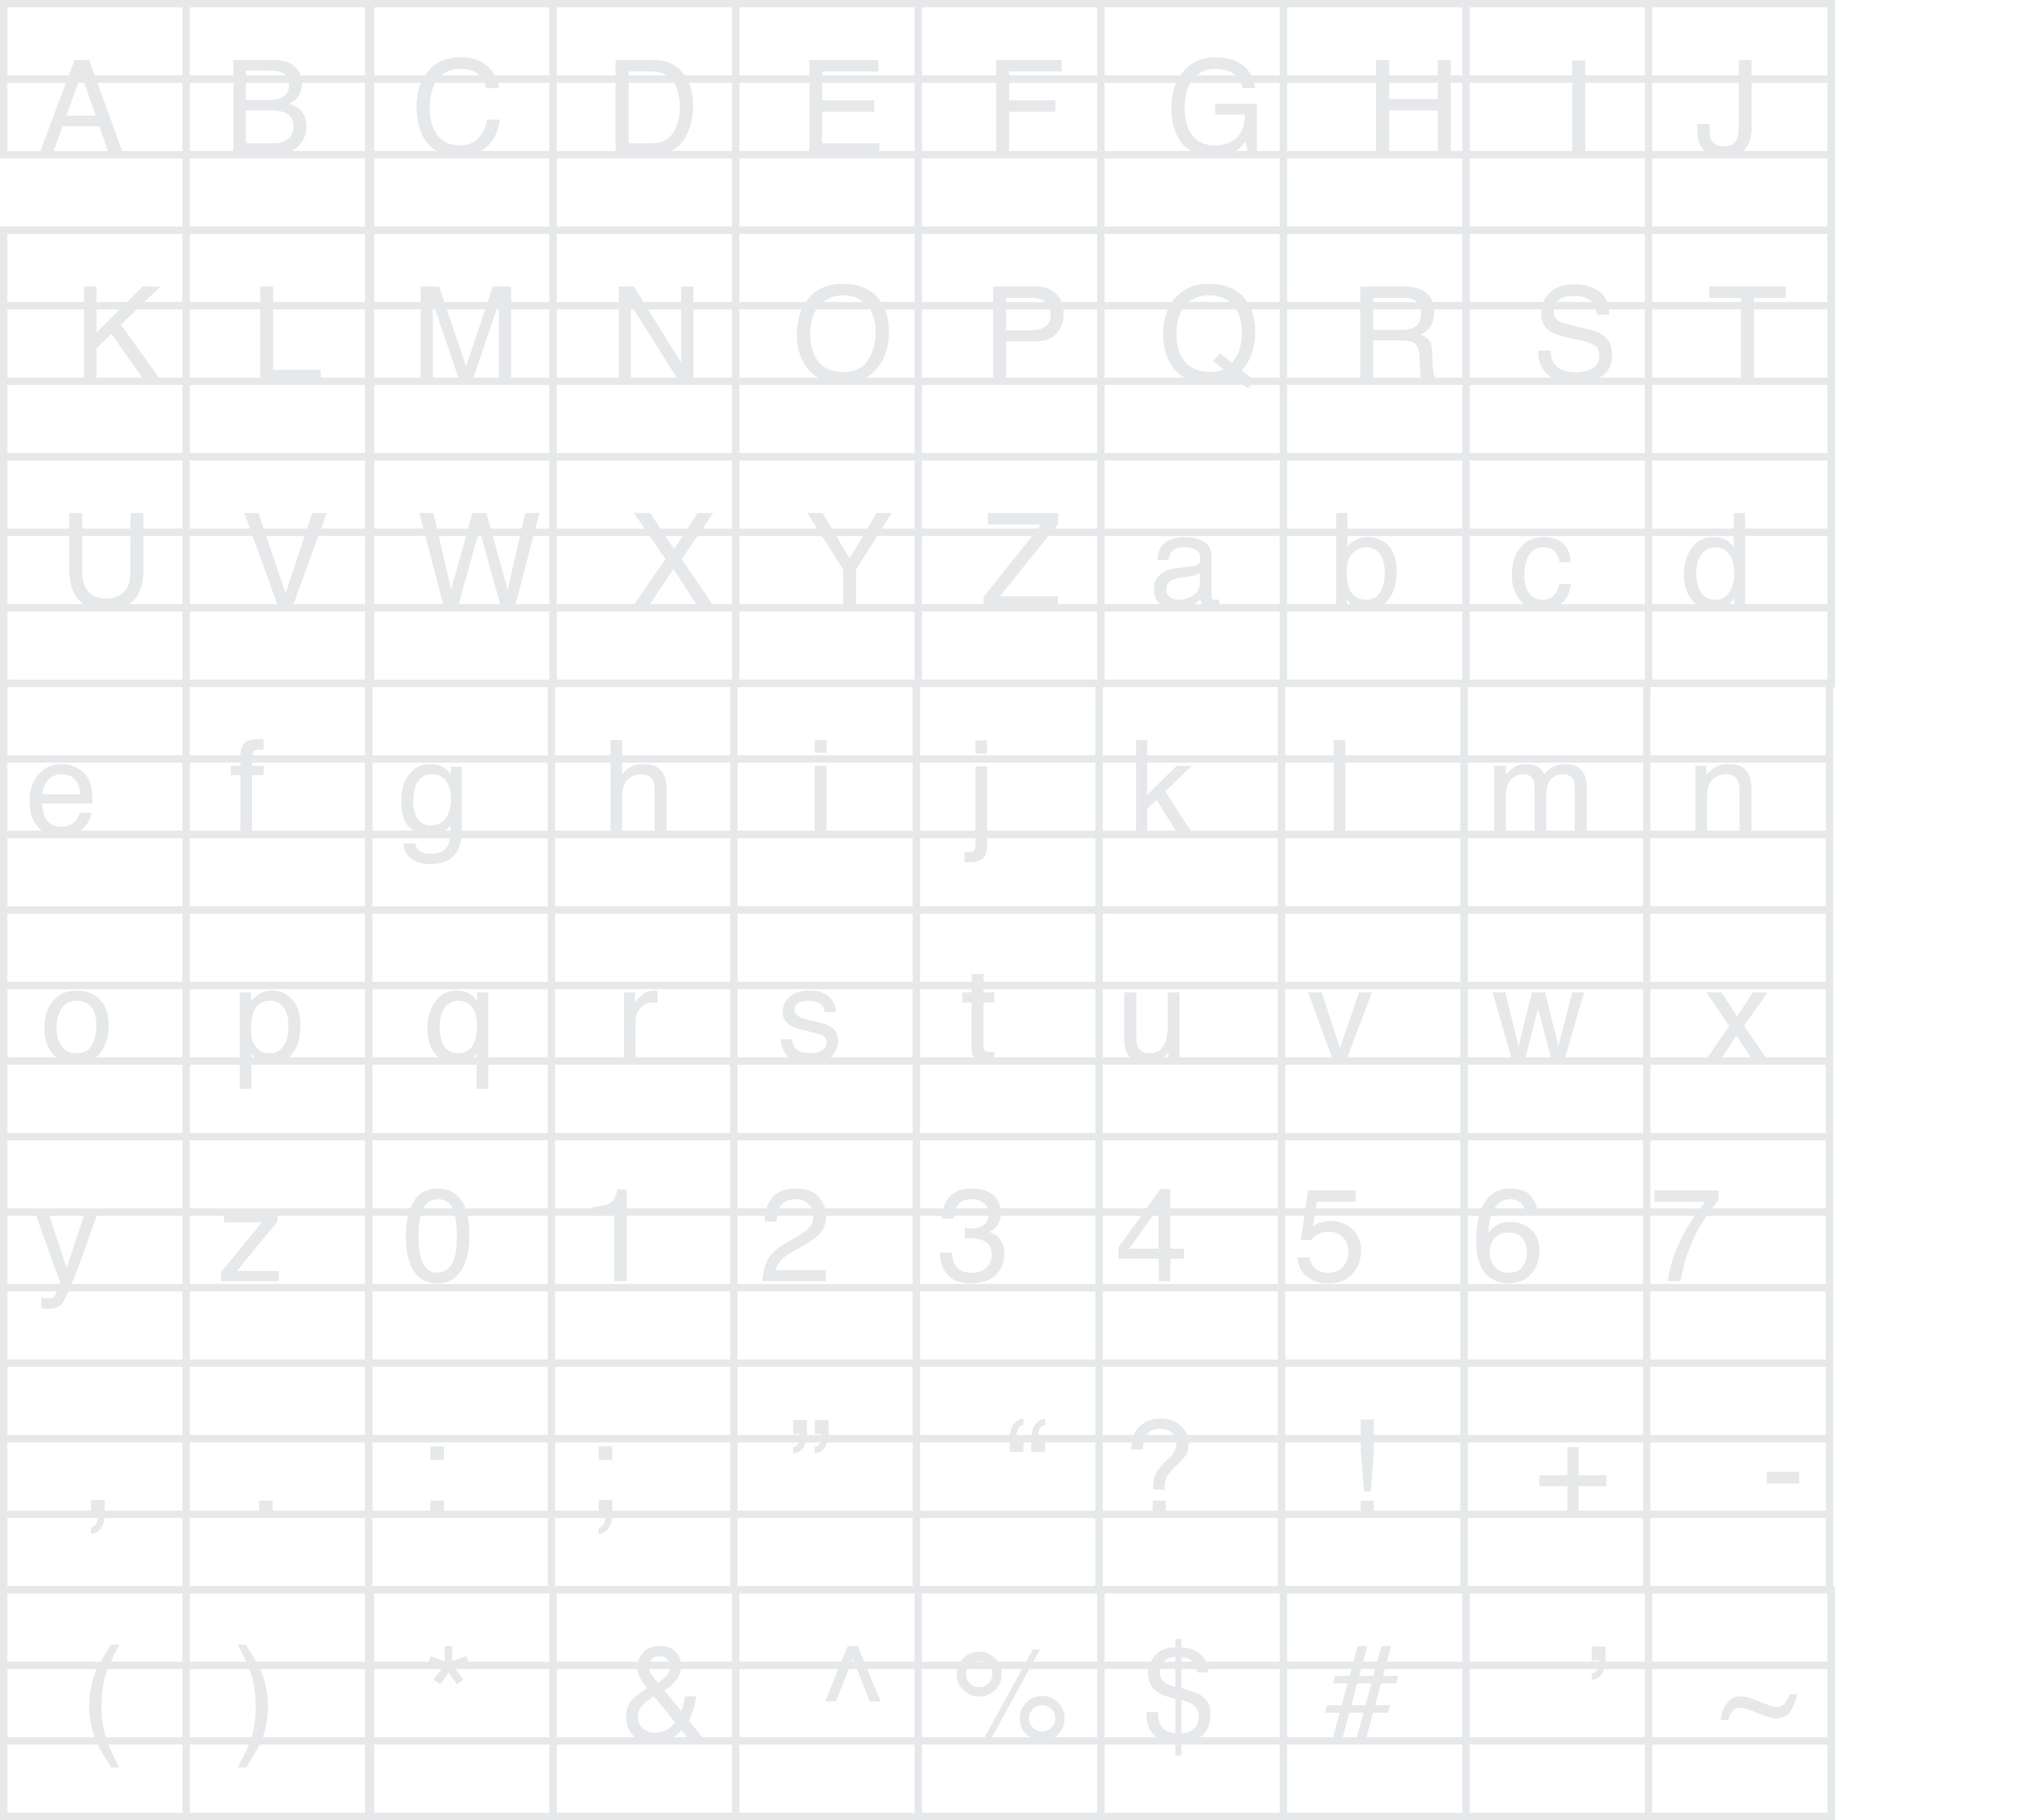 A B C D E F G H I J
K L M N O P Q R S T
U V W X Y Z a b c d
e f g h i j k l m n
o p q r s t u v w x
y z 0 1 2 3 4 5 6 7
, . : ; ” “ ? ! + -
( ) * & ^ % $ # ’ ~